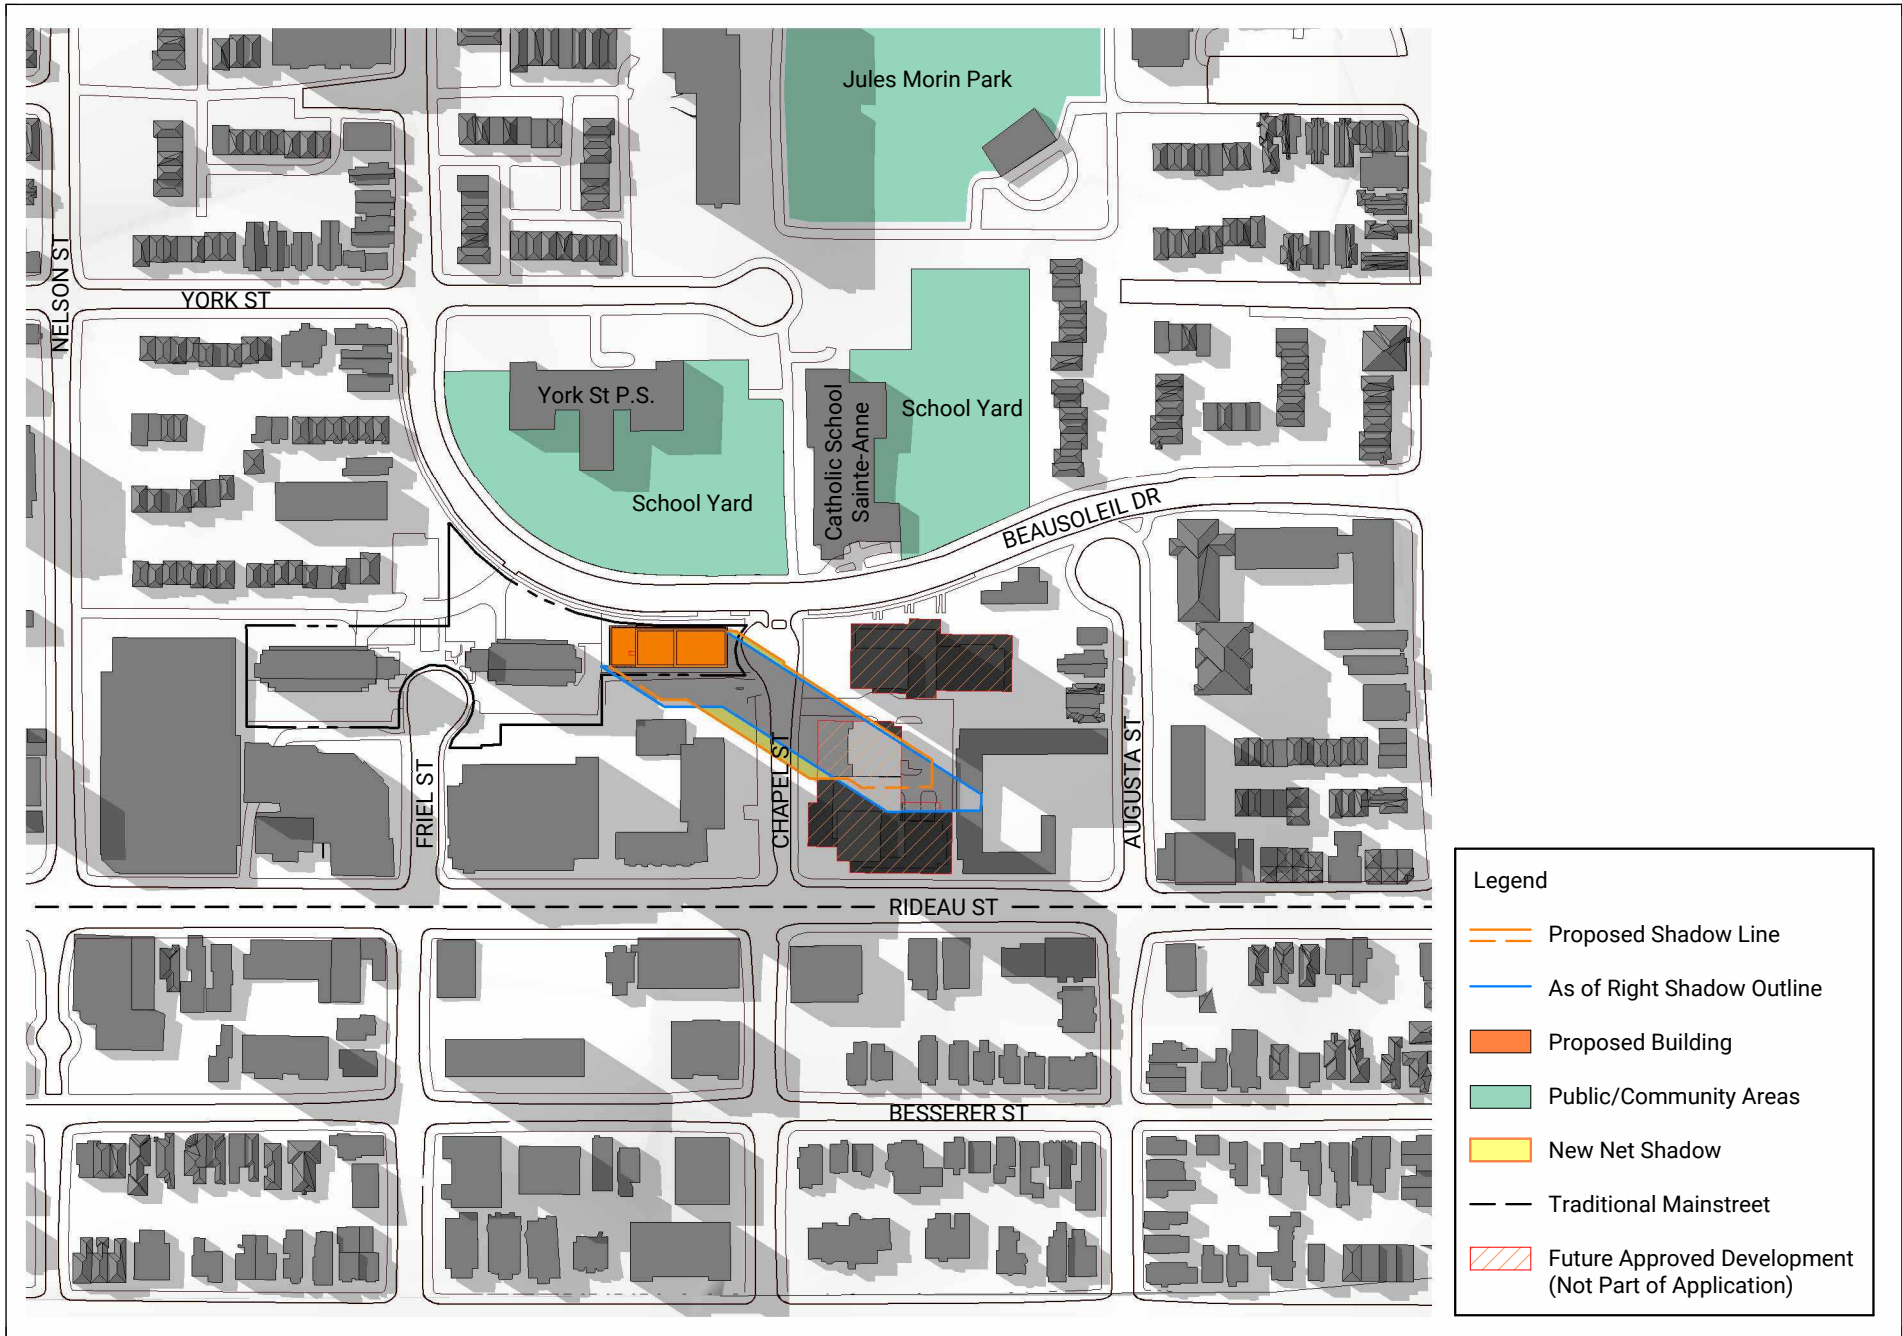 Jules Morin Park
NELSON ST
YORK ST
York St P.S.
School Yard
Catholic School
Sainte-Anne
School Yard
BEAUSOLEIL DR
FRIEL ST
CHAPEL ST
AUGUSTA ST
RIDEAU ST
BESSERER ST
Legend
Proposed Shadow Line
As of Right Shadow Outline
Proposed Building
Public/Community Areas
New Net Shadow
Traditional Mainstreet
Future Approved Development
(Not Part of Application)